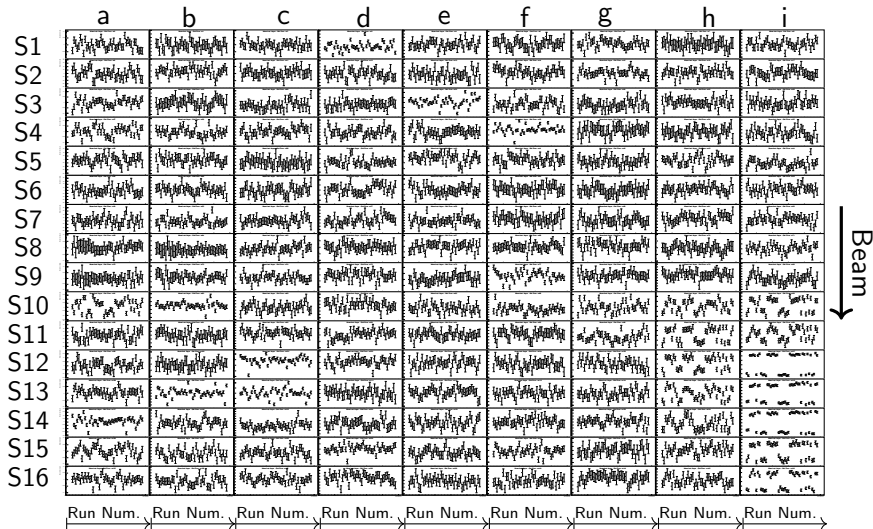 a b c d e f g h i
S1
S2
S3
S4
S5
S6
S7
S8
S9
S10
S11
S12
S13
S14
S15
S16
Beam
Run Num. Run Num. Run Num. Run Num. Run Num. Run Num. Run Num. Run Num. Run Num.